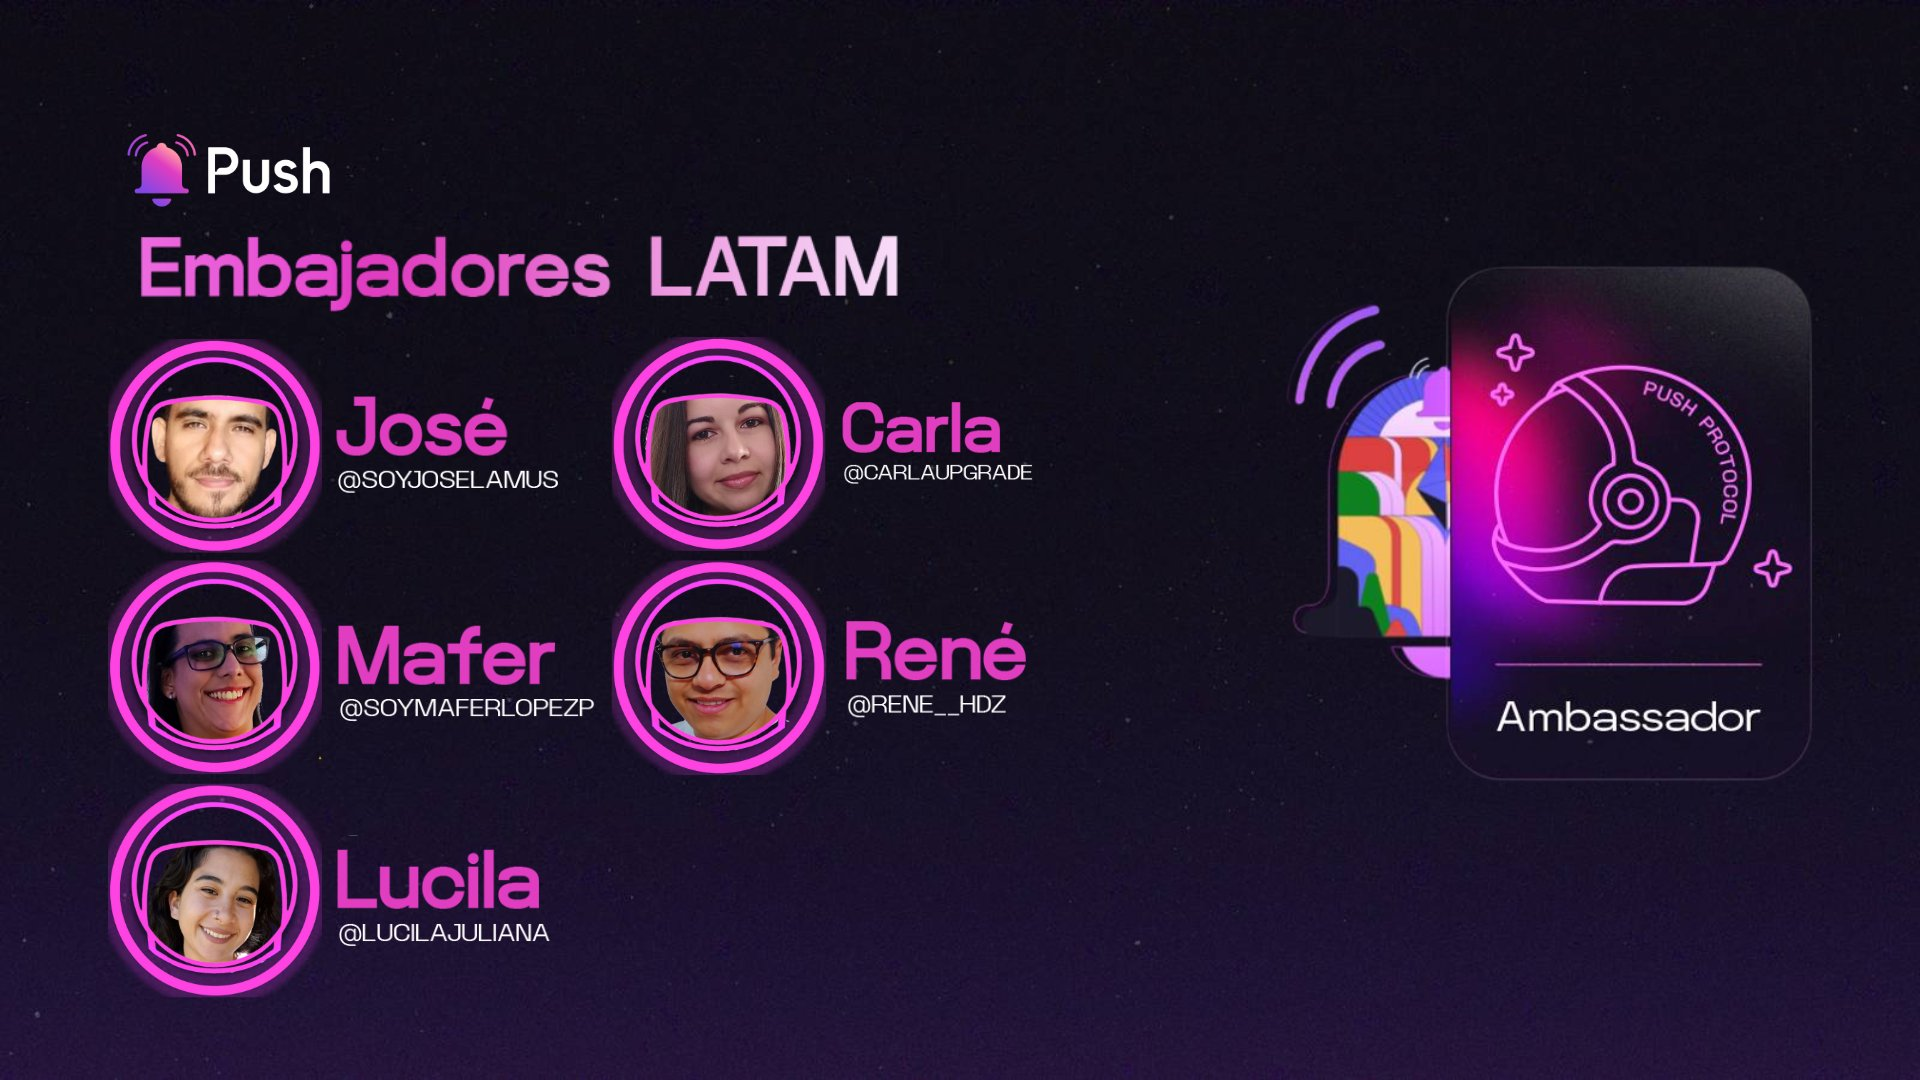 Push
Embajadores LATAM
José
@SOYJOSELAMUS
Carla
@CARLAUPGRADE
Mafer
@SOYMAFERLOPEZP
René
@RENE__HDZ
Lucila
@LUCILAJULIANA
PUSH PROTOCOL
Ambassador